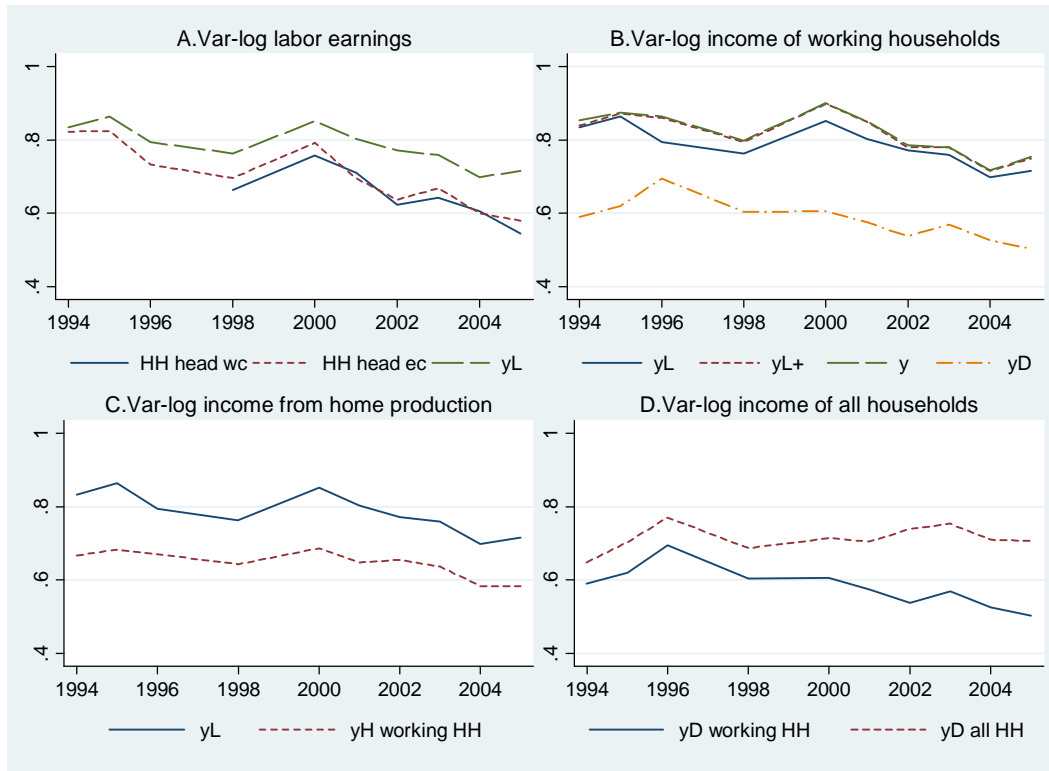 A.Var-log labor earnings
1
.8
.6
.4
1994 1996 1998 2000 2002 2004
HH head wc HH head ec yL
B.Var-log income of working households
1
.8
.6
.4
1994 1996 1998 2000 2002 2004
yL yL+ y yD
C.Var-log income from home production
1
.8
.6
.4
1994 1996 1998 2000 2002 2004
yL yH working HH
D.Var-log income of all households
1
.8
.6
.4
1994 1996 1998 2000 2002 2004
yD working HH yD all HH